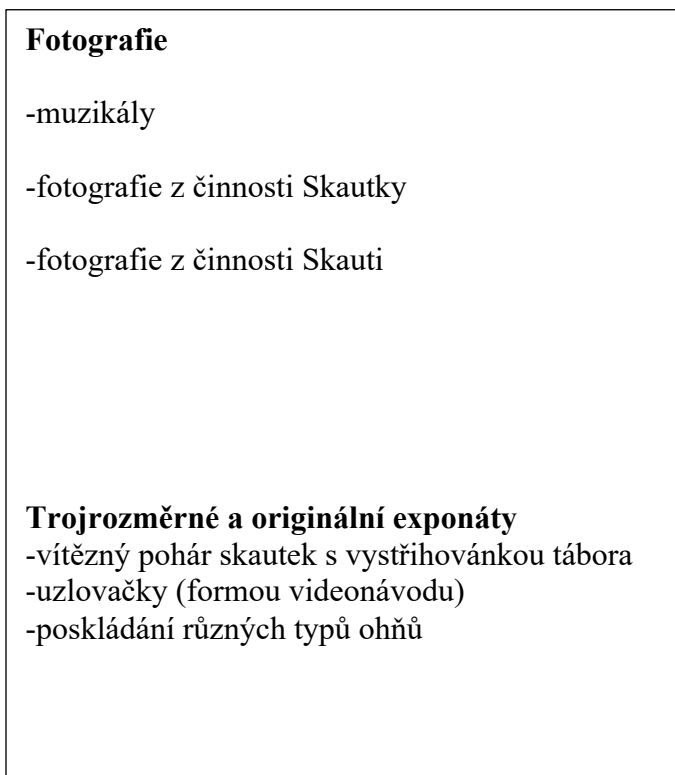 Fotografie
-muzikály
-fotografie z činnosti Skautky
-fotografie z činnosti Skauti
Trojrozměrné a originální exponáty
-vítězný pohár skautek s vystřihovánkou tábora
-uzlovačky (formou videonávodu)
-poskládání různých typů ohňů